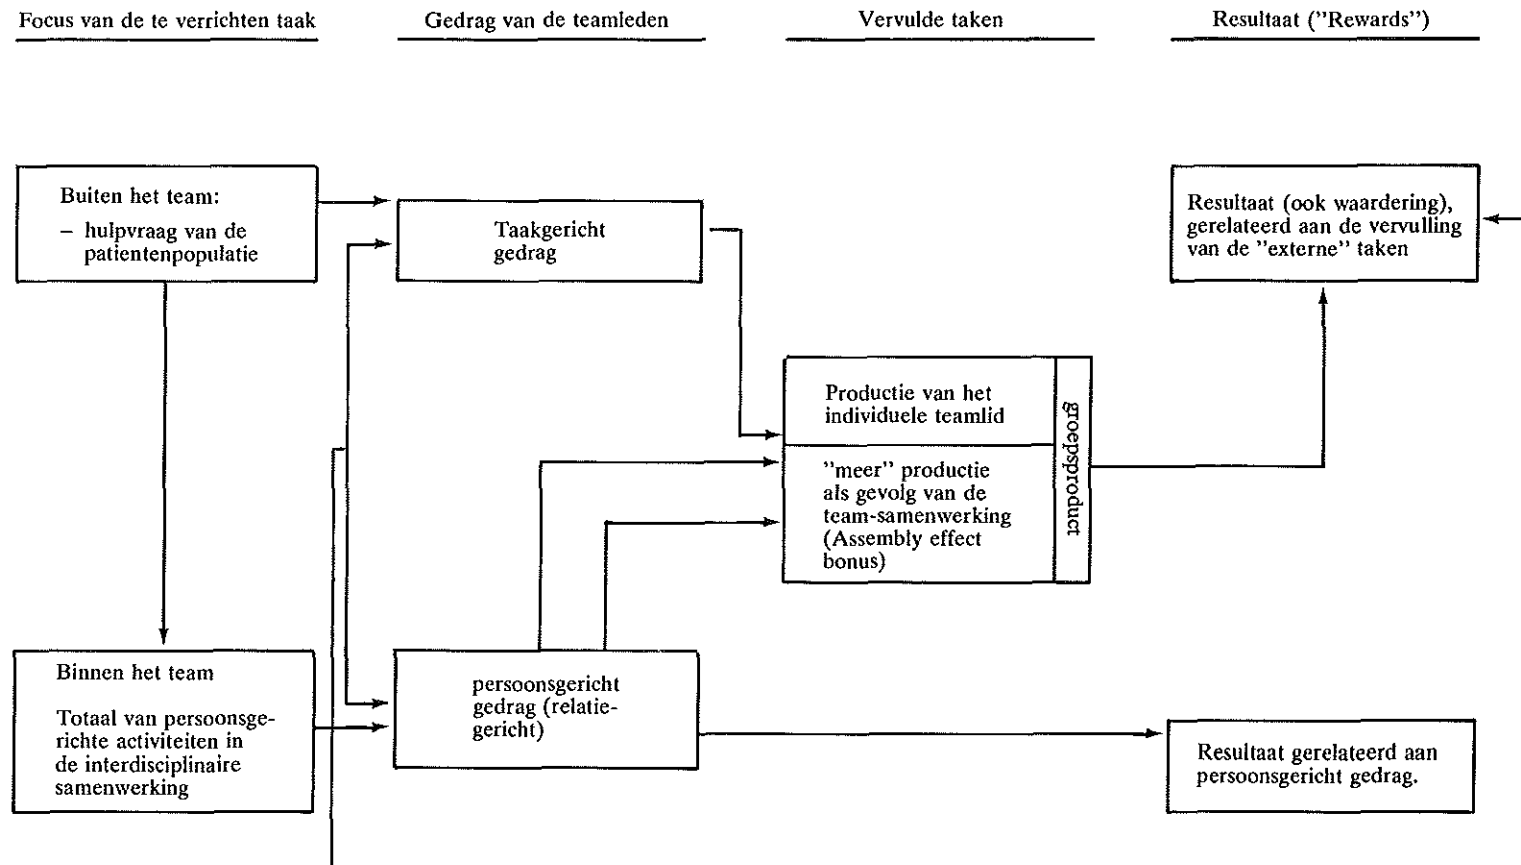 Focus van de te verrichten taak
Gedrag van de teamleden
Vervulde taken
Resultaat (”Rewards”)
Buiten het team:
– hulpvraag van de
patientenpopulatie
Taakgericht
gedrag
Resultaat (ook waardering),
gerelateerd aan de vervulling
van de ”externe” taken
Productie van het
individuele teamlid
”meer” productie
als gevolg van de
team-samenwerking
(Assembly effect
bonus)
groepsproduct
Binnen het team
Totaal van persoonsge-
richte activiteiten in
de interdisciplinaire
samenwerking
persoonsgericht
gedrag (relatie-
gericht)
Resultaat gerelateerd aan
persoonsgericht gedrag.